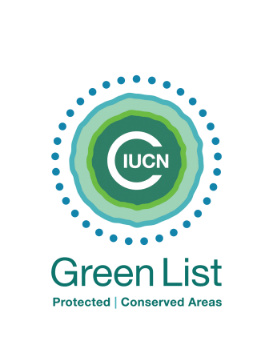 IUCN
Green List
Protected | Conserved Areas